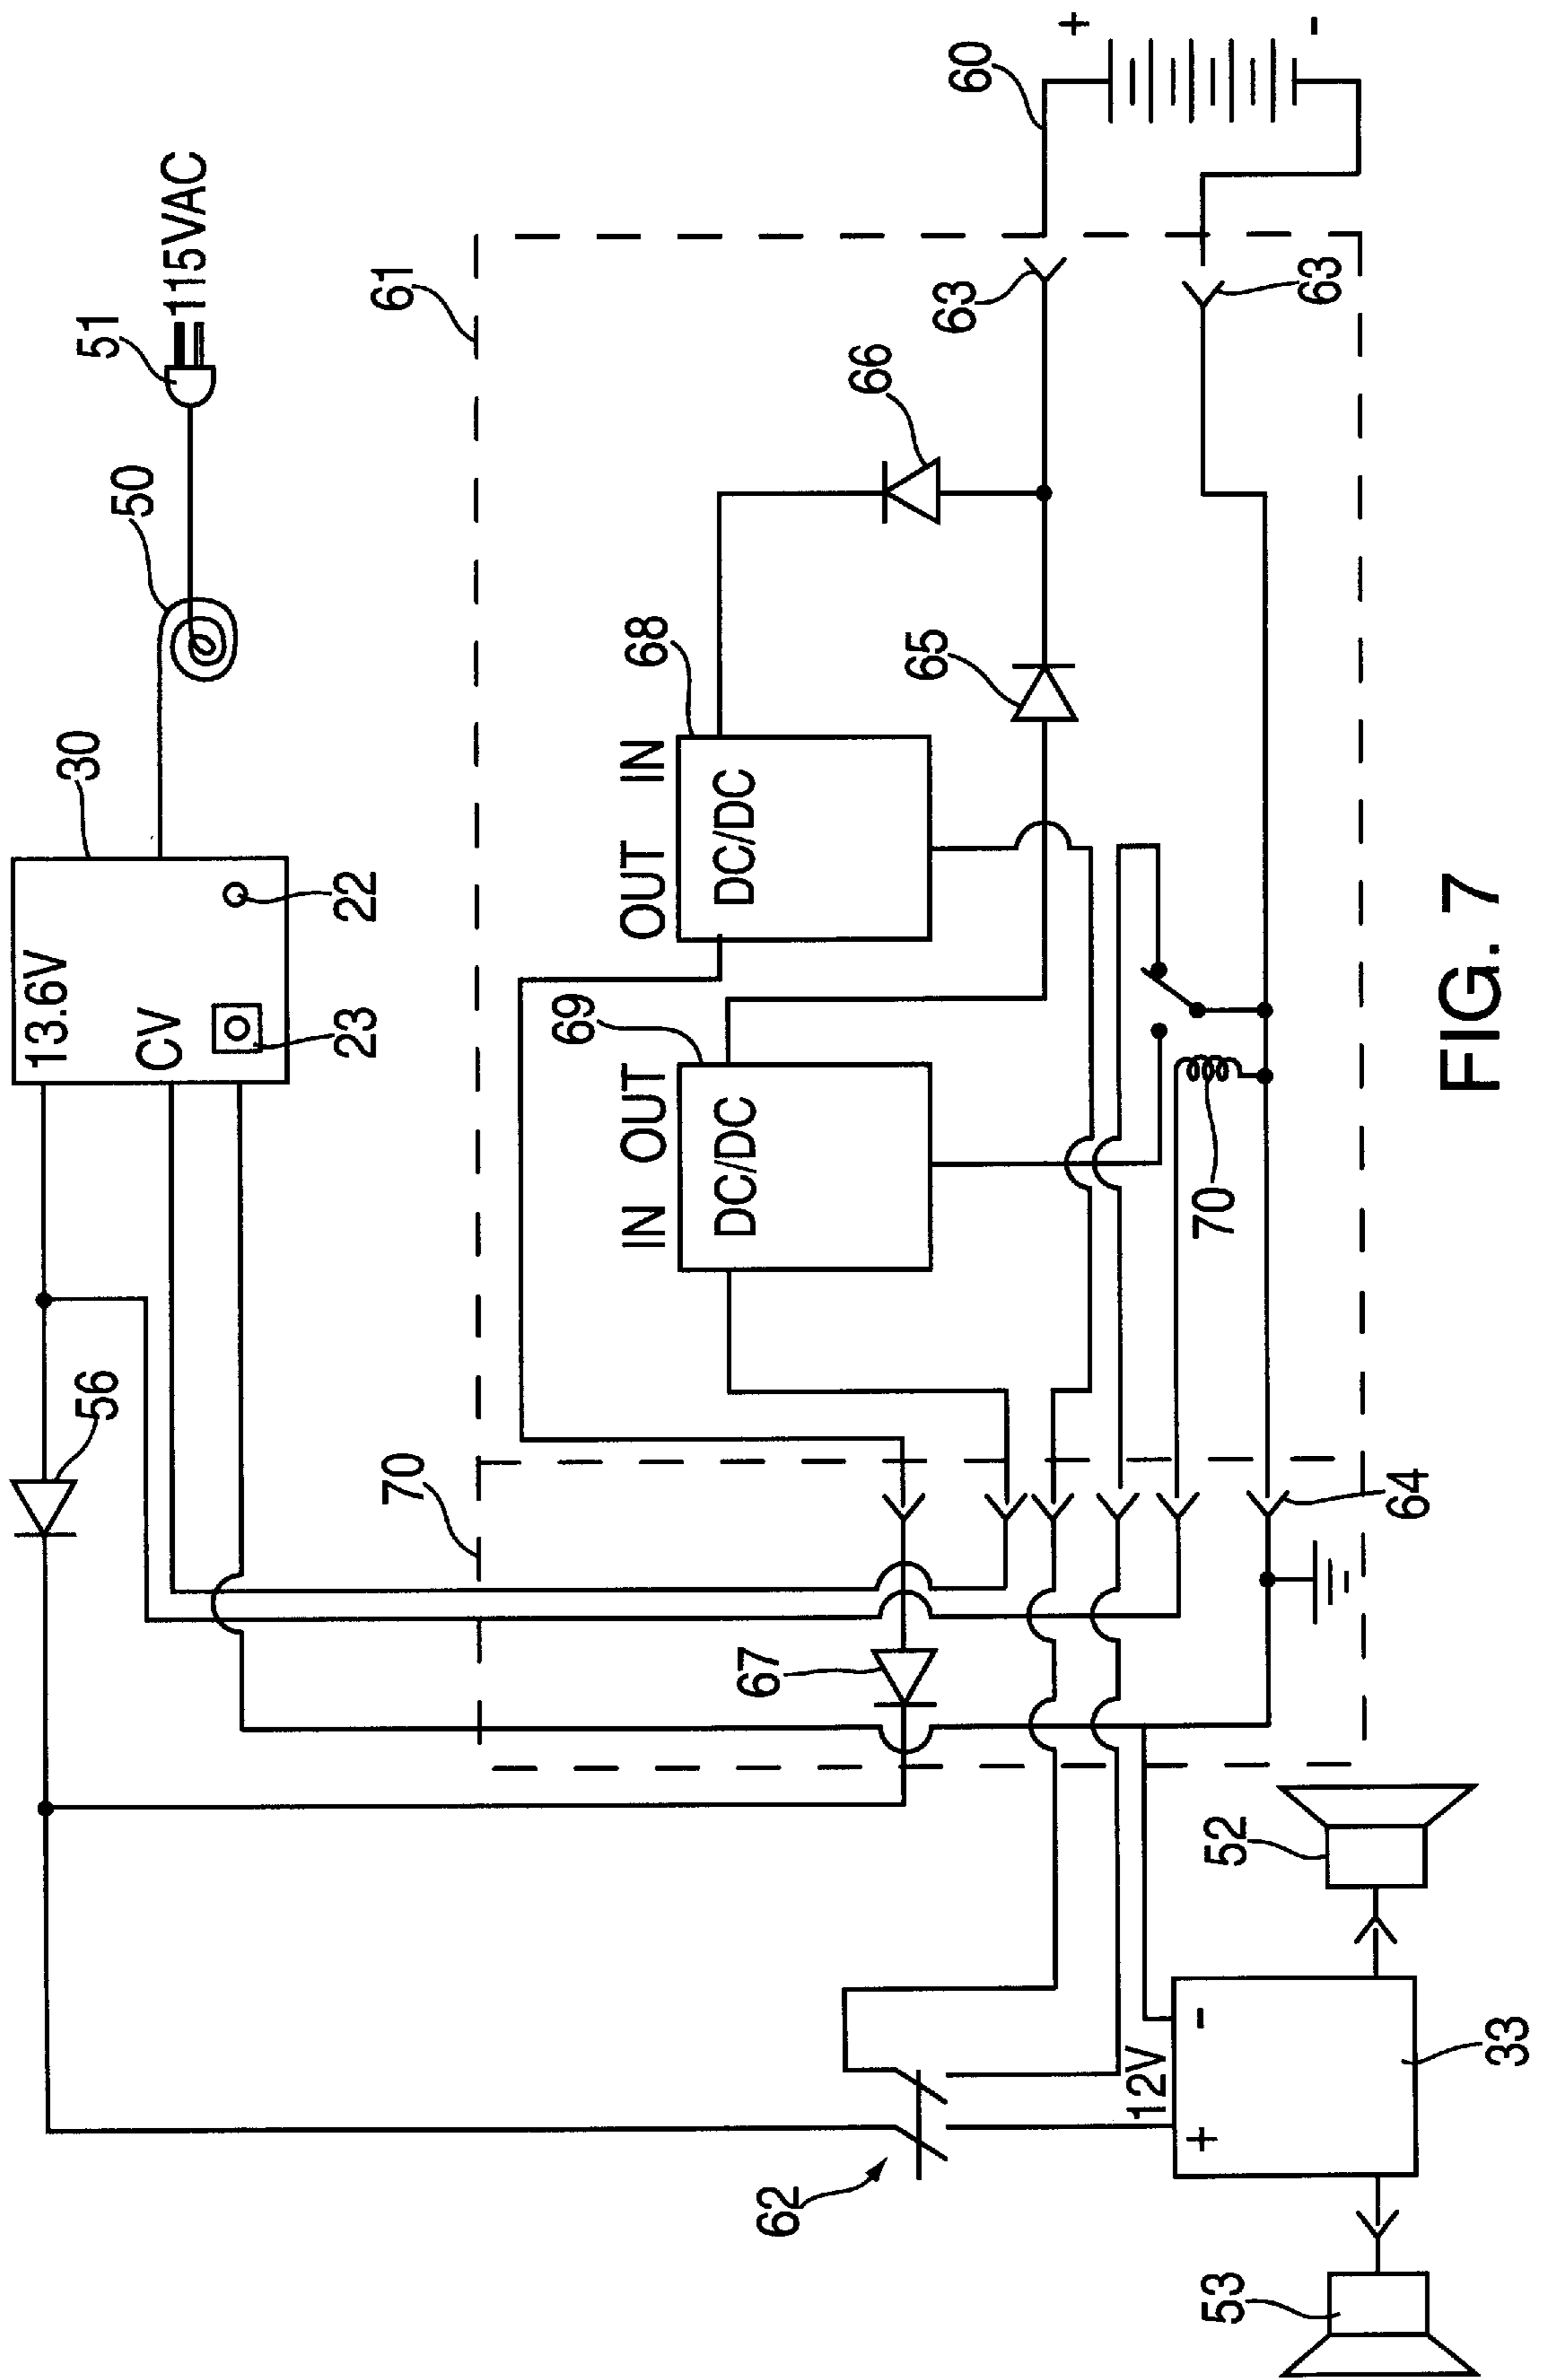 51
115VAC
50
30
13.6V
CV
22
23
56
61
60
+
-
63
63
66
65
68
IN
OUT
DC/DC
69
OUT
IN
DC/DC
70
70
64
67
62
12V
+
-
33
52
53
FIG. 7